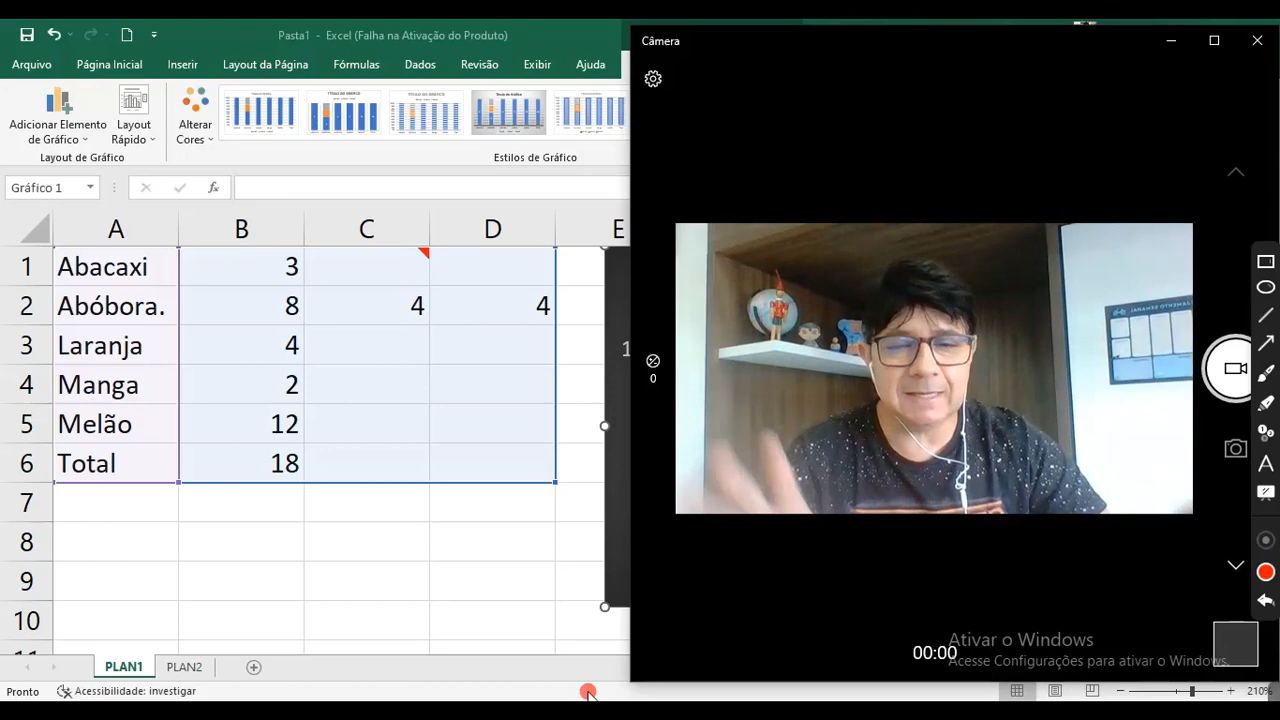 Pasta1 - Excel (Falha na Ativação do Produto)
Câmera
Arquivo Página Inicial Inserir Layout da Página Fórmulas Dados Revisão Exibir Ajuda
Adicionar Elemento de Gráfico
Layout Rápido
Alterar Cores
Layout de Gráfico
Estilos de Gráfico
Gráfico 1
fx
A B C D E
1 Abacaxi 3
2 Abóbora. 8 4 4
3 Laranja 4
4 Manga 2
5 Melão 12
6 Total 18
7
8
9
10
0
PLAN1 PLAN2
Pronto
Acessibilidade: investigar
00:00
Ativar o Windows
Acesse Configurações para ativar o Windows.
210%